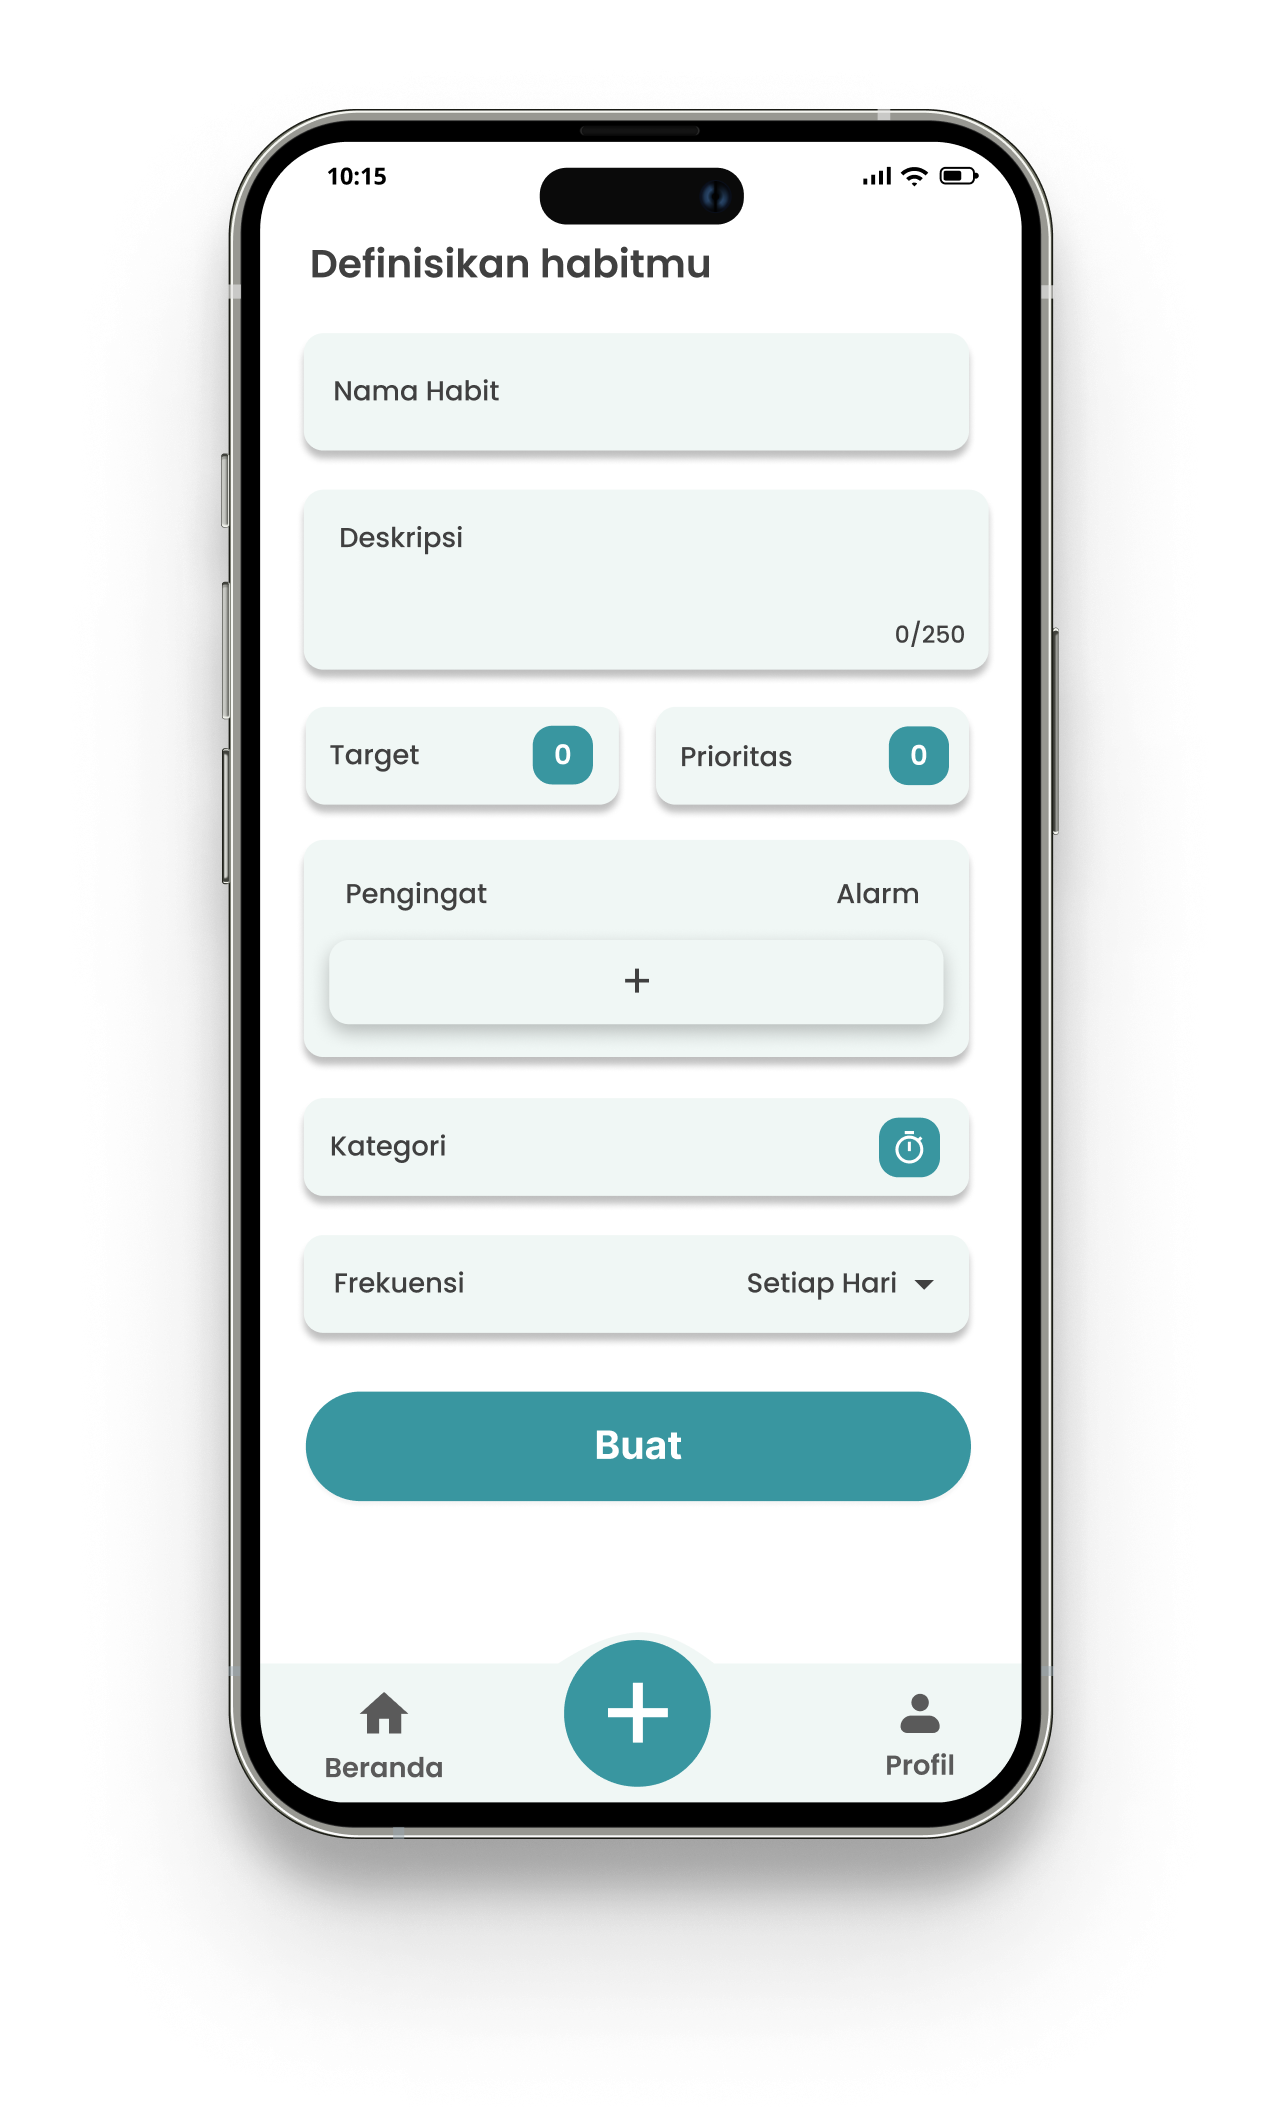 10:15
Definisikan habitmu
Nama Habit
Deskripsi
0/250
Target 0 Prioritas 0
Pengingat Alarm
+
Kategori
Frekuensi Setiap Hari
Buat
Beranda Profil